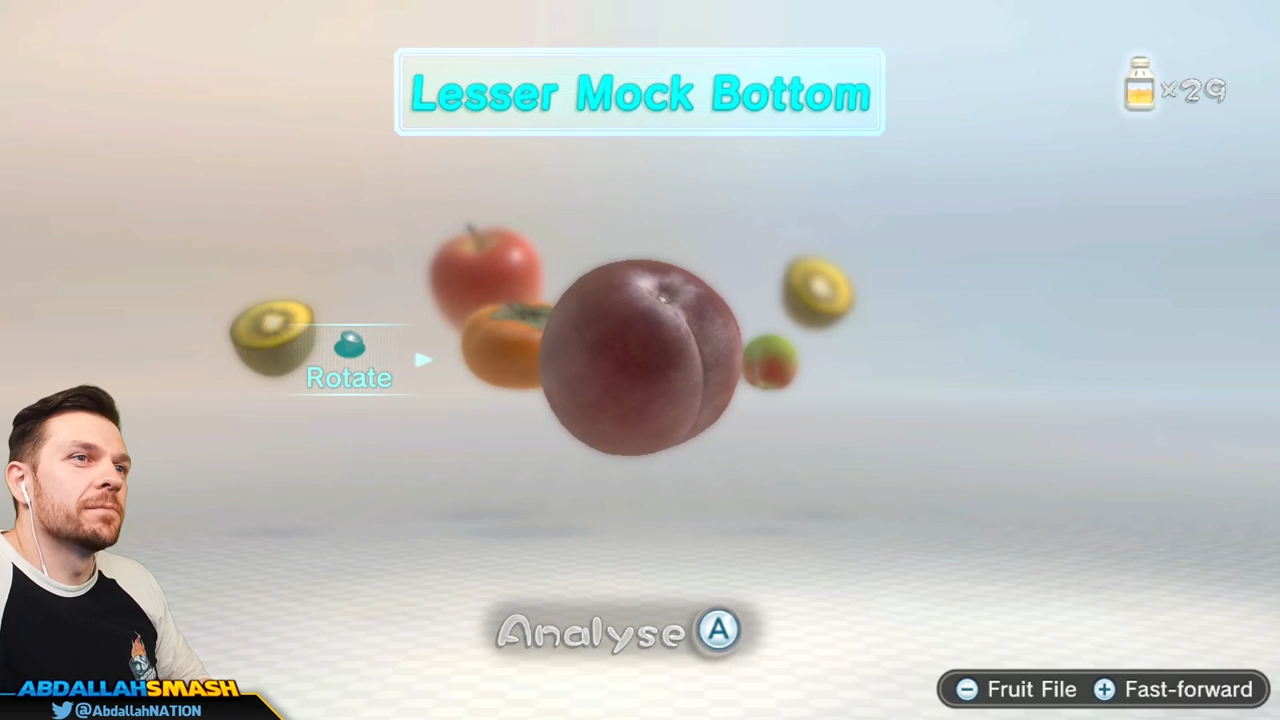 Lesser Mock Bottom
×29
Rotate
Analyse A
ABDALLAHSMASH
@AbdallahNATION
Fruit File
Fast-forward